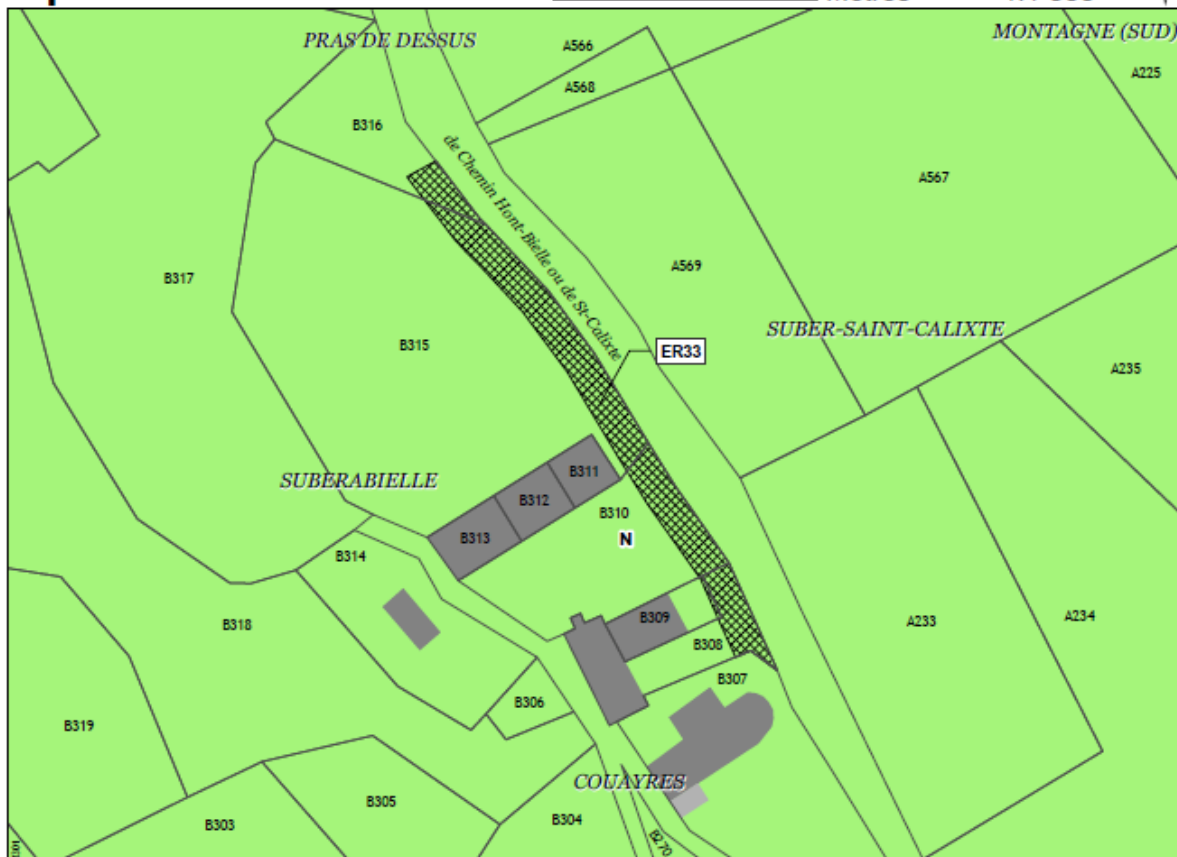 PRAS DE DESSUS
MONTAGNE (SUD)
A566
A225
A568
B316
de Chemin Hont-Bielle ou de St-Calixte
A567
A569
B317
SUBER-SAINT-CALIXTE
B315
ER33
A235
SUBERABIELLE
B311
B312
B310
B313
N
B314
B309
A234
B318
A233
B308
B307
B306
B319
COUAYRES
B305
B304
B303
B270